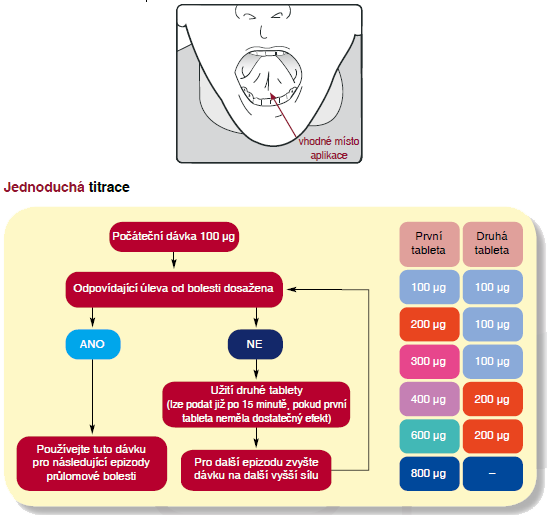 vhodné místo
aplikace
Jednoduchá titrace
Počáteční dávka 100 μg
Odpovídající úleva od bolesti dosažena
ANO
NE
Užití druhé tablety
(lze podat již po 15 minutě, pokud první
tableta neměla dostatečný efekt)
Používejte tuto dávku
pro následující epizody
průlomové bolesti
Pro další epizodu zvyšte
dávku na další vyšší sílu
První
tableta
Druhá
tableta
100 μg 100 μg
200 μg 100 μg
300 μg 100 μg
400 μg 200 μg
600 μg 200 μg
800 μg –